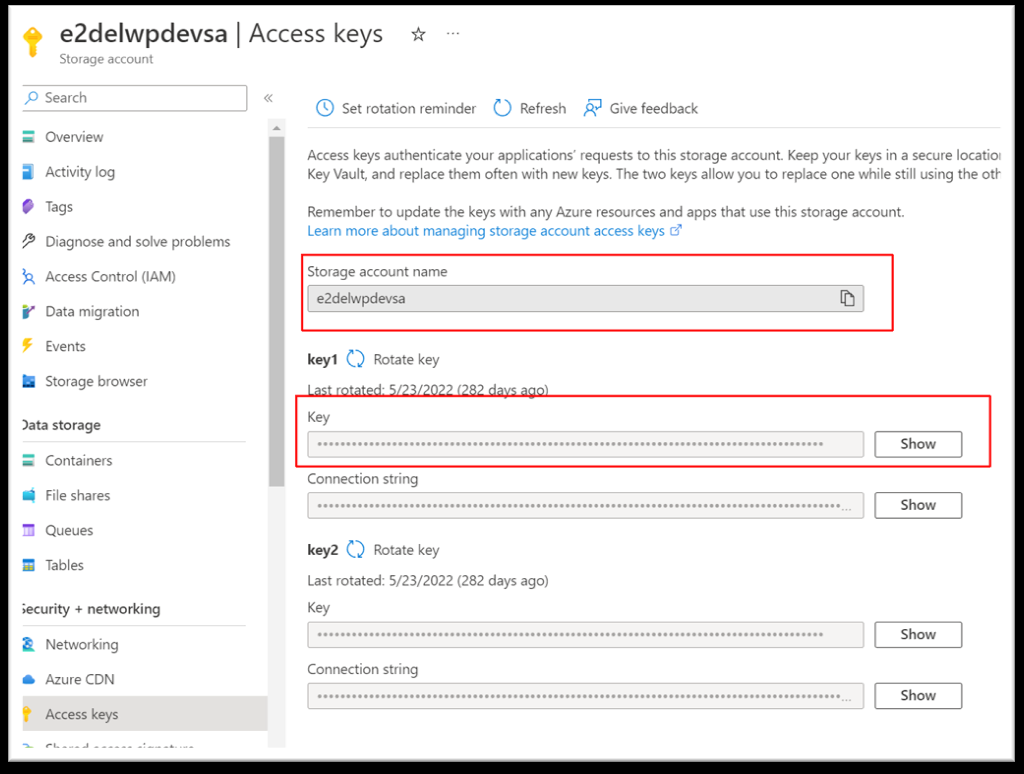 e2delwpdevsa | Access keys
Storage account
Search
Overview
Activity log
Tags
Diagnose and solve problems
Access Control (IAM)
Data migration
Events
Storage browser
Data storage
Containers
File shares
Queues
Tables
Security + networking
Networking
Azure CDN
Access keys
Shared access signature
Set rotation reminder Refresh Give feedback
Access keys authenticate your applications' requests to this storage account. Keep your keys in a secure locatio
Key Vault, and replace them often with new keys. The two keys allow you to replace one while still using the oth
Remember to update the keys with any Azure resources and apps that use this storage account.
Learn more about managing storage account access keys
Storage account name
e2delwpdevsa
key1 Rotate key
Last rotated: 5/23/2022 (282 days ago)
Key
Show
Connection string
Show
key2 Rotate key
Last rotated: 5/23/2022 (282 days ago)
Key
Show
Connection string
Show